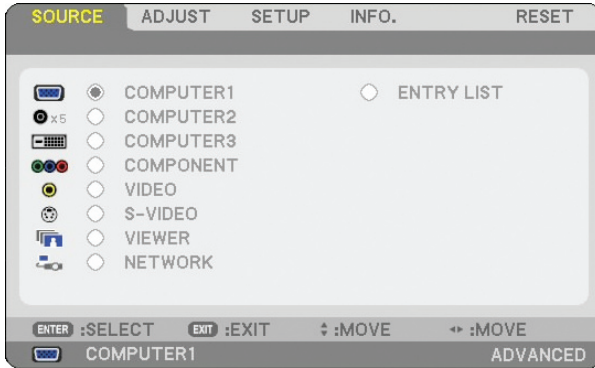 SOURCE ADJUST SETUP INFO. RESET
COMPUTER1 ENTRY LIST
x5 COMPUTER2
COMPUTER3
COMPONENT
VIDEO
S-VIDEO
VIEWER
NETWORK
ENTER :SELECT EXIT :EXIT :MOVE :MOVE
COMPUTER1 ADVANCED